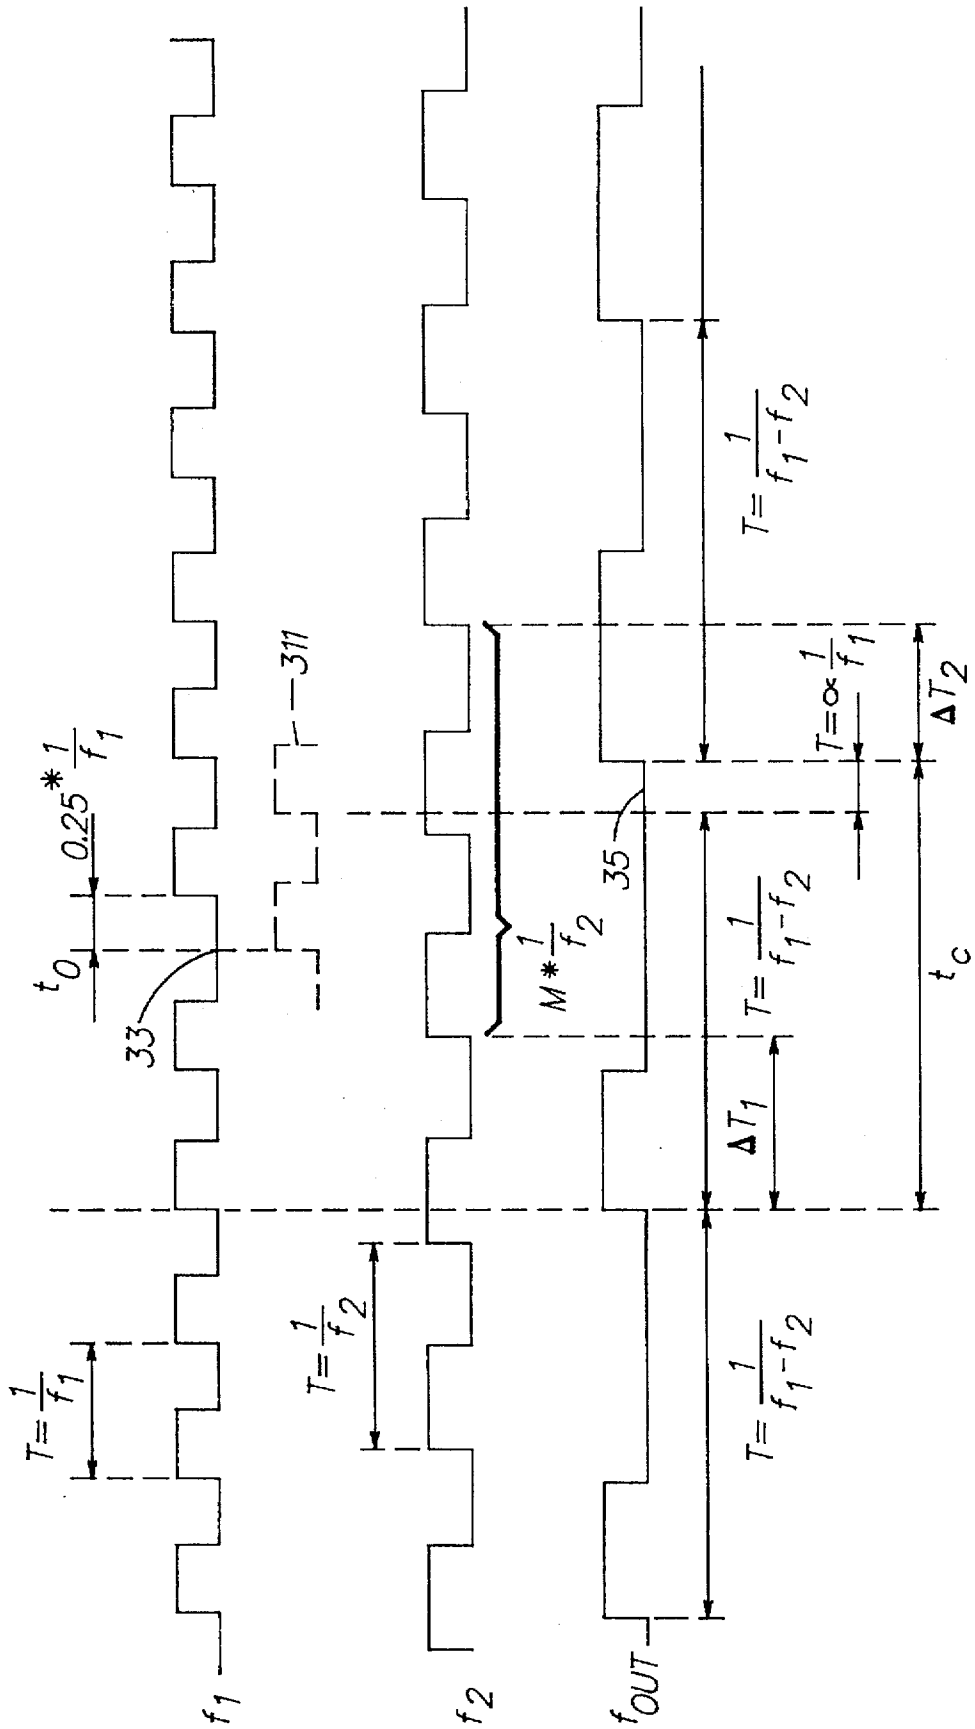 T=1/f1
t0
0.25*1/f1
f1
33
311
T=1/f2
f2
M*1/f2
fOUT
35
T=1/f1-f2
ΔT1
T=1/f1-f2
T=∝1/f1
T=1/f1-f2
tc
ΔT2